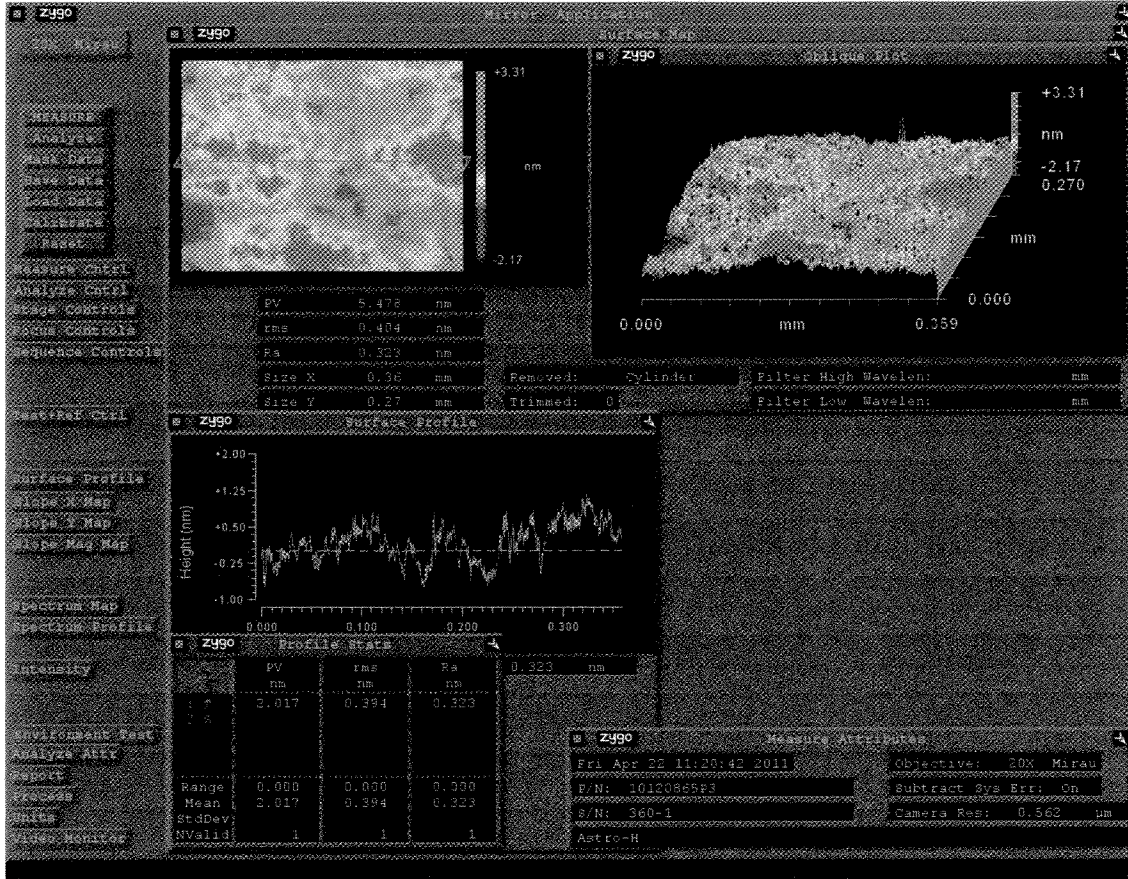 zygo Mirror Application
20X Mirau
MEASURE
Analyze
Mask Data
Save Data
Load Data
Calibrate
Reset
Measure Cntrl
Analyze Cntrl
Stage Controls
Focus Controls
Sequence Controls
Test+Ref Ctrl
Surface Profile
Slope X Map
Slope Y Map
Slope Mag Map
Spectrum Map
Spectrum Profile
Intensity
Environment Test
Analyze Attr
Report
Process
Units
Video Monitor
zygo Surface Map
+3.31
nm
-2.17
zygo Oblique Plot
+3.31
nm
-2.17
0.270
mm
0.000
0.000 mm 0.359
PV 5.478 nm
rms 0.404 nm
Ra 0.323 nm
Size X 0.36 mm
Size Y 0.27 mm
Removed: Cylinder
Trimmed: 0
Filter High Wavelen: mm
Filter Low Wavelen: mm
zygo Surface Profile
+2.00
+1.25
+0.50
-0.25
-1.00
Height (nm)
0.000 0.100 0.200 0.300
0.323 nm
zygo Profile Stats
PV rms Ra
nm nm nm
1 2.017 0.394 0.323
2
Range 0.000 0.000 0.000
Mean 2.017 0.394 0.323
StdDev
NValid 1 1 1
zygo Measure Attributes
Fri Apr 22 11:20:42 2011
P/N: 10120865P3
S/N: 360-1
Astro-H
Objective: 20X Mirau
Subtract Sys Err: On
Camera Res: 0.562 µm